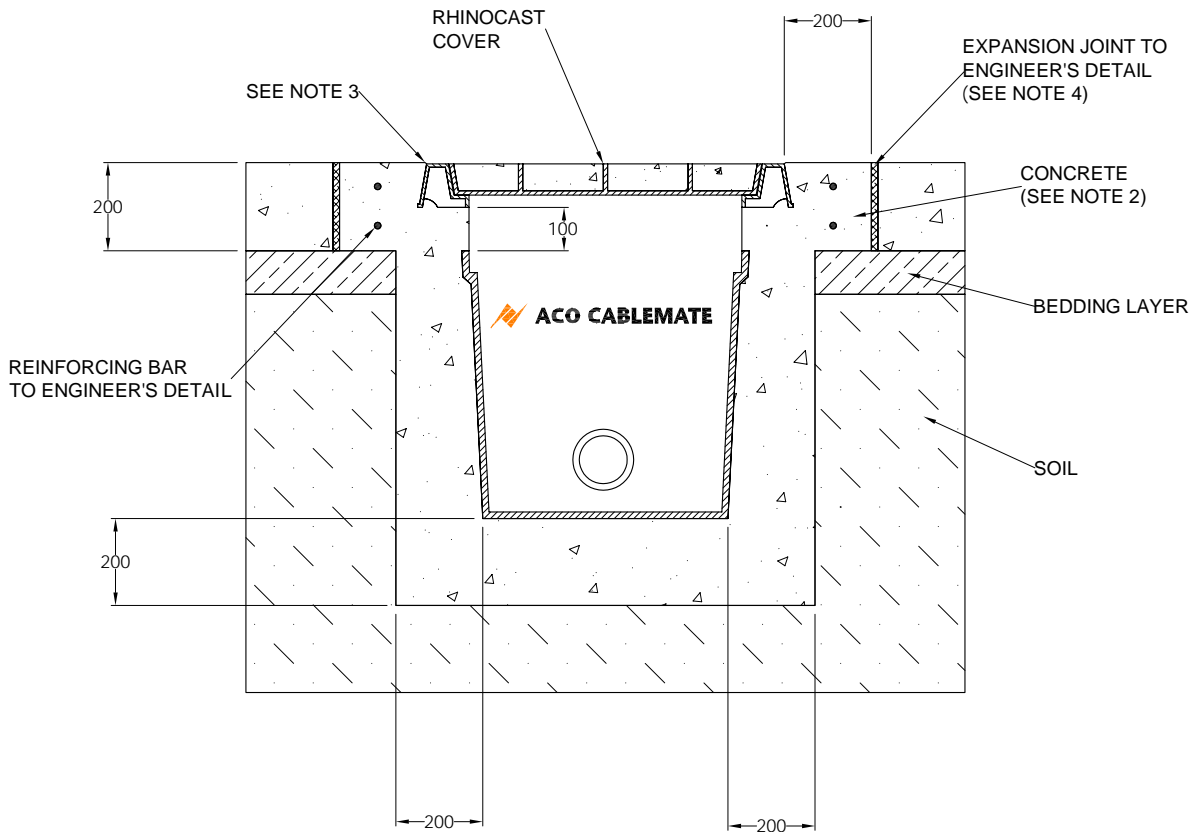 RHINOCAST
COVER
200
EXPANSION JOINT TO
ENGINEER'S DETAIL
(SEE NOTE 4)
SEE NOTE 3
CONCRETE
(SEE NOTE 2)
200
100
BEDDING LAYER
ACO CABLEMATE
REINFORCING BAR
TO ENGINEER'S DETAIL
SOIL
200
200
200